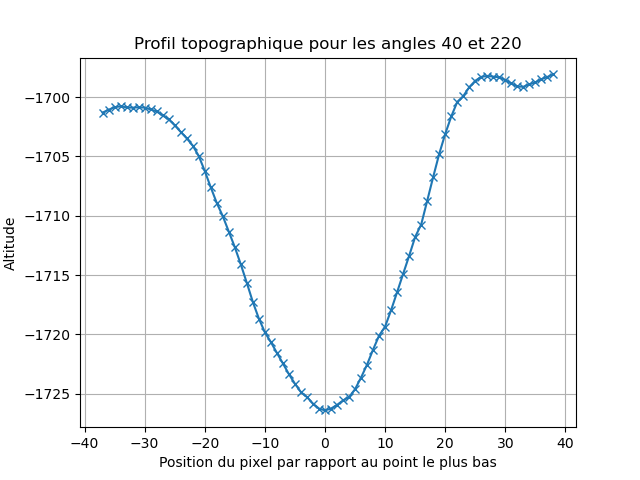 Profil topographique pour les angles 40 et 220
Altitude
−1700
−1705
−1710
−1715
−1720
−1725
−40 −30 −20 −10 0 10 20 30 40
Position du pixel par rapport au point le plus bas